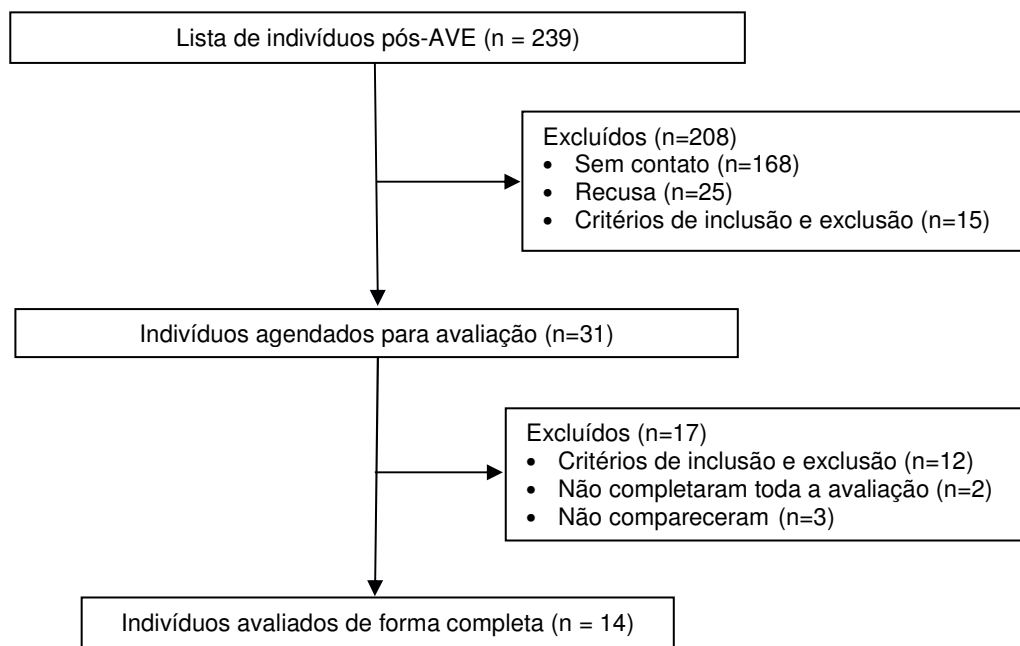 Lista de indivíduos pós-AVE (n = 239)
Excluídos (n=208)
• Sem contato (n=168)
• Recusa (n=25)
• Critérios de inclusão e exclusão (n=15)
Indivíduos agendados para avaliação (n=31)
Excluídos (n=17)
• Critérios de inclusão e exclusão (n=12)
• Não completaram toda a avaliação (n=2)
• Não compareceram (n=3)
Indivíduos avaliados de forma completa (n = 14)